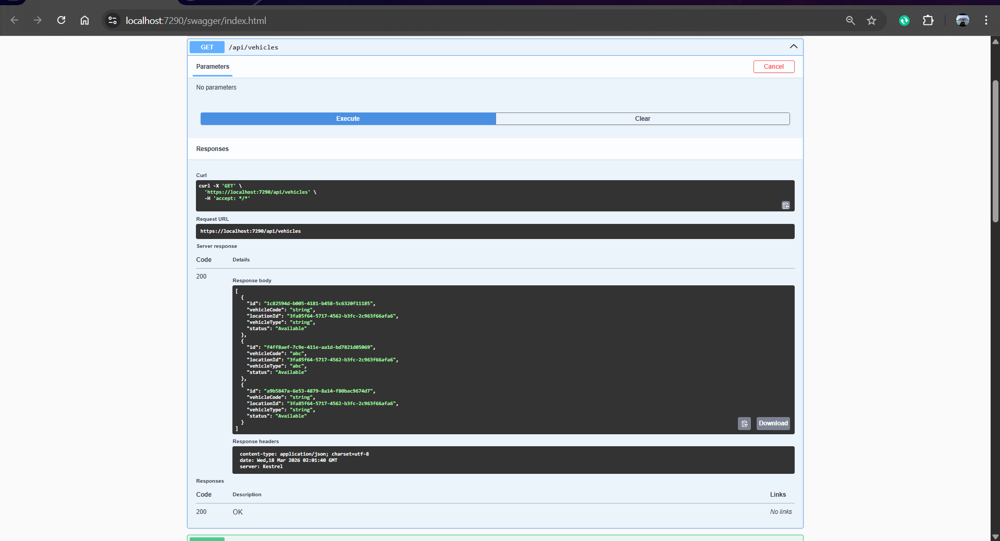 localhost:7290/swagger/index.html
GET /api/vehicles
Parameters
Cancel
No parameters
Execute
Clear
Responses
Curl
curl -X 'GET' \
'https://localhost:7290/api/vehicles' \
-H 'accept: */*'
Request URL
https://localhost:7290/api/vehicles
Server response
Code Details
200
Response body
[
{
"id": "1c82594d-b005-4181-b458-5c6320f11185",
"vehicleCode": "string",
"locationId": "3fa85f64-5717-4562-b3fc-2c963f66afa6",
"vehicleType": "string",
"status": "Available"
},
{
"id": "f4ff8aef-7c9e-411e-aa1d-bd7821d05069",
"vehicleCode": "abc",
"locationId": "3fa85f64-5717-4562-b3fc-2c963f66afa6",
"vehicleType": "abc",
"status": "Available"
},
{
"id": "a9b5847a-6e53-4879-8a14-f80bac9674d7",
"vehicleCode": "string",
"locationId": "3fa85f64-5717-4562-b3fc-2c963f66afa6",
"vehicleType": "string",
"status": "Available"
}
]
Download
Response headers
content-type: application/json; charset=utf-8
date: Wed,18 Mar 2026 02:01:40 GMT
server: Kestrel
Responses
Code Description Links
200 OK No links